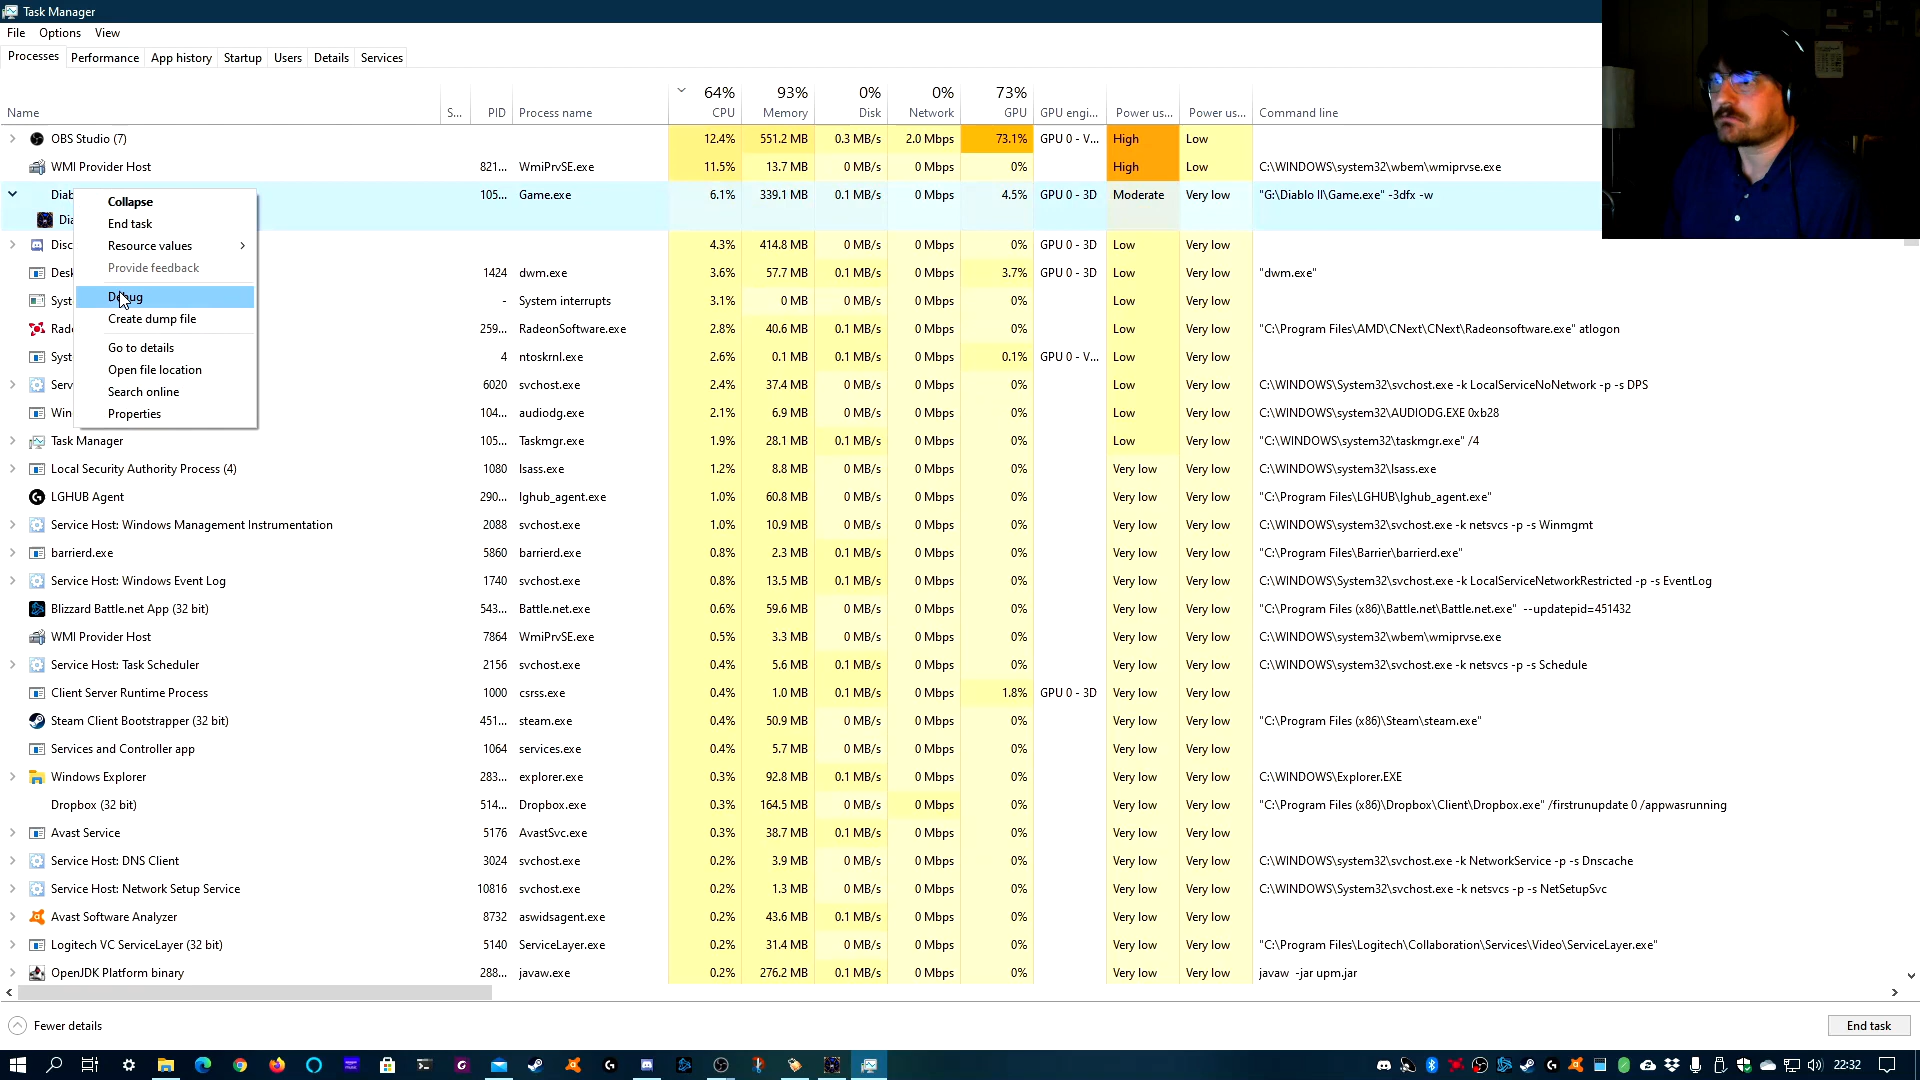 Task Manager
File Options View
Processes Performance App history Startup Users Details Services
64% 93% 0% 0% 73%
Name S... PID Process name CPU Memory Disk Network GPU GPU engi... Power us... Power us... Command line
OBS Studio (7) 12.4% 551.2 MB 0.3 MB/s 2.0 Mbps 73.1% GPU 0 - V... High Low
WMI Provider Host 821... WmiPrvSE.exe 11.5% 13.7 MB 0 MB/s 0 Mbps 0% High Low C:\WINDOWS\system32\wbem\wmiprvse.exe
Diab 105... Game.exe 6.1% 339.1 MB 0.1 MB/s 0 Mbps 4.5% GPU 0 - 3D Moderate Very low "G:\Diablo II\Game.exe" -3dfx -w
Dia
Collapse
End task
Resource values
Provide feedback
Debug
Create dump file
Go to details
Open file location
Search online
Properties
Disc 4.3% 414.8 MB 0 MB/s 0 Mbps 0% GPU 0 - 3D Low Very low
Desk 1424 dwm.exe 3.6% 57.7 MB 0.1 MB/s 0 Mbps 3.7% GPU 0 - 3D Low Very low "dwm.exe"
Syst - System interrupts 3.1% 0 MB 0 MB/s 0 Mbps 0% Low Very low
Rade 259... RadeonSoftware.exe 2.8% 40.6 MB 0.1 MB/s 0 Mbps 0% Low Very low "C:\Program Files\AMD\CNext\CNext\Radeonsoftware.exe" atlogon
Syst 4 ntoskrnl.exe 2.6% 0.1 MB 0.1 MB/s 0 Mbps 0.1% GPU 0 - V... Low Very low
Serv 6020 svchost.exe 2.4% 37.4 MB 0 MB/s 0 Mbps 0% Low Very low C:\WINDOWS\System32\svchost.exe -k LocalServiceNoNetwork -p -s DPS
Win 104... audiodg.exe 2.1% 6.9 MB 0 MB/s 0 Mbps 0% Low Very low C:\WINDOWS\system32\AUDIODG.EXE 0xb28
Task Manager 105... Taskmgr.exe 1.9% 28.1 MB 0.1 MB/s 0 Mbps 0% Low Very low "C:\WINDOWS\system32\taskmgr.exe" /4
Local Security Authority Process (4) 1080 lsass.exe 1.2% 8.8 MB 0 MB/s 0 Mbps 0% Very low Very low C:\WINDOWS\system32\lsass.exe
LGHUB Agent 290... lghub_agent.exe 1.0% 60.8 MB 0 MB/s 0 Mbps 0% Very low Very low "C:\Program Files\LGHUB\lghub_agent.exe"
Service Host: Windows Management Instrumentation 2088 svchost.exe 1.0% 10.9 MB 0 MB/s 0 Mbps 0% Very low Very low C:\WINDOWS\system32\svchost.exe -k netsvcs -p -s Winmgmt
barrierd.exe 5860 barrierd.exe 0.8% 2.3 MB 0.1 MB/s 0 Mbps 0% Very low Very low "C:\Program Files\Barrier\barrierd.exe"
Service Host: Windows Event Log 1740 svchost.exe 0.8% 13.5 MB 0.1 MB/s 0 Mbps 0% Very low Very low C:\WINDOWS\System32\svchost.exe -k LocalServiceNetworkRestricted -p -s EventLog
Blizzard Battle.net App (32 bit) 543... Battle.net.exe 0.6% 59.6 MB 0.1 MB/s 0 Mbps 0% Very low Very low "C:\Program Files (x86)\Battle.net\Battle.net.exe" --updatepid=451432
WMI Provider Host 7864 WmiPrvSE.exe 0.5% 3.3 MB 0 MB/s 0 Mbps 0% Very low Very low C:\WINDOWS\system32\wbem\wmiprvse.exe
Service Host: Task Scheduler 2156 svchost.exe 0.4% 5.6 MB 0.1 MB/s 0 Mbps 0% Very low Very low C:\WINDOWS\system32\svchost.exe -k netsvcs -p -s Schedule
Client Server Runtime Process 1000 csrss.exe 0.4% 1.0 MB 0.1 MB/s 0 Mbps 1.8% GPU 0 - 3D Very low Very low
Steam Client Bootstrapper (32 bit) 451... steam.exe 0.4% 50.9 MB 0 MB/s 0 Mbps 0% Very low Very low "C:\Program Files (x86)\Steam\steam.exe"
Services and Controller app 1064 services.exe 0.4% 5.7 MB 0 MB/s 0 Mbps 0% Very low Very low
Windows Explorer 283... explorer.exe 0.3% 92.8 MB 0.1 MB/s 0 Mbps 0% Very low Very low C:\WINDOWS\Explorer.EXE
Dropbox (32 bit) 514... Dropbox.exe 0.3% 164.5 MB 0 MB/s 0 Mbps 0% Very low Very low "C:\Program Files (x86)\Dropbox\Client\Dropbox.exe" /firstrunupdate 0 /appwasrunning
Avast Service 5176 AvastSvc.exe 0.3% 38.7 MB 0.1 MB/s 0 Mbps 0% Very low Very low
Service Host: DNS Client 3024 svchost.exe 0.2% 3.9 MB 0 MB/s 0 Mbps 0% Very low Very low C:\WINDOWS\system32\svchost.exe -k NetworkService -p -s Dnscache
Service Host: Network Setup Service 10816 svchost.exe 0.2% 1.3 MB 0 MB/s 0 Mbps 0% Very low Very low C:\WINDOWS\System32\svchost.exe -k netsvcs -p -s NetSetupSvc
Avast Software Analyzer 8732 aswidsagent.exe 0.2% 43.6 MB 0.1 MB/s 0 Mbps 0% Very low Very low
Logitech VC ServiceLayer (32 bit) 5140 ServiceLayer.exe 0.2% 31.4 MB 0 MB/s 0 Mbps 0% Very low Very low "C:\Program Files\Logitech\Collaboration\Services\Video\ServiceLayer.exe"
OpenJDK Platform binary 288... javaw.exe 0.2% 276.2 MB 0.1 MB/s 0 Mbps 0% Very low Very low javaw -jar upm.jar
Fewer details End task
22:32